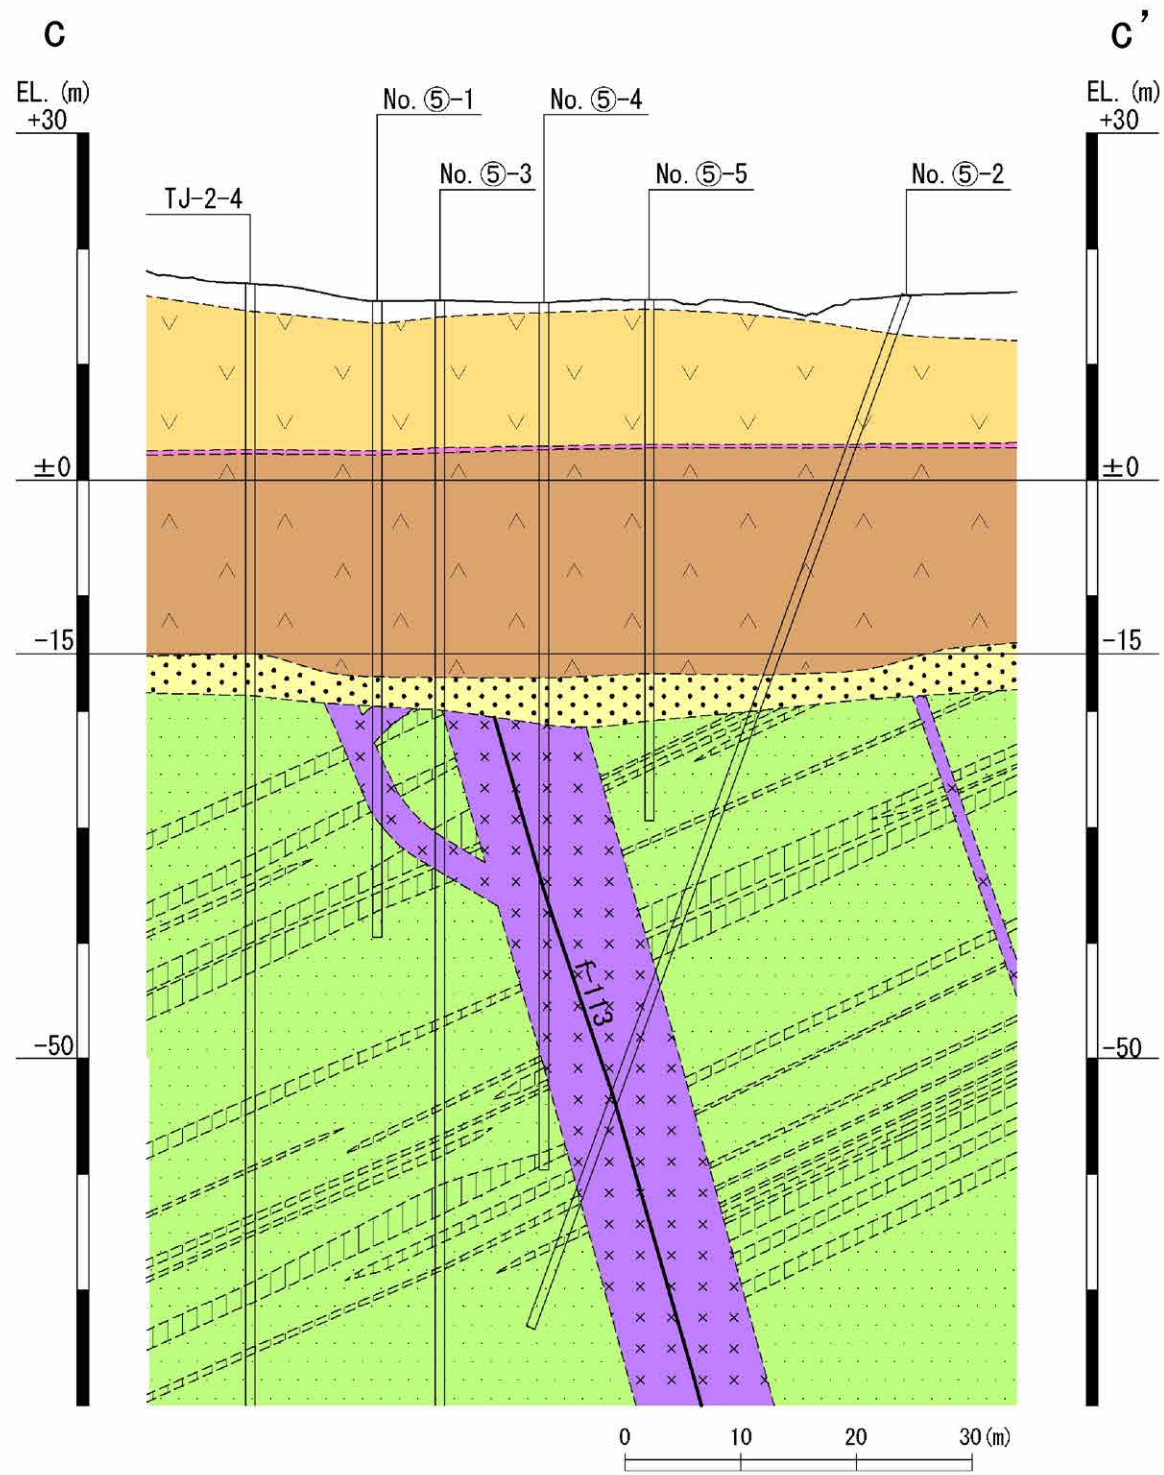 C
C’
EL. (m)
EL. (m)
+30
+30
No. ⑤-1
No. ⑤-4
No. ⑤-3
No. ⑤-5
No. ⑤-2
TJ-2-4
±0
±0
-15
-15
f-113
-50
-50
0 10 20 30 (m)